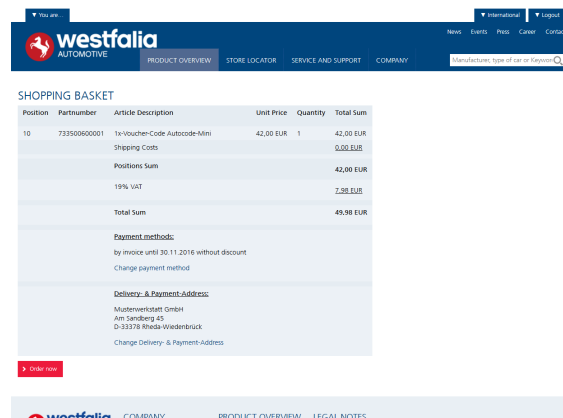 ▼ You are...
▼ International ▼ Logout
News Events Press Career Contac
westfalia
AUTOMOTIVE
PRODUCT OVERVIEW STORE LOCATOR SERVICE AND SUPPORT COMPANY
Manufacturer, type of car or Keywor
SHOPPING BASKET
Position Partnumber Article Description Unit Price Quantity Total Sum
10 733500600001 1x-Voucher-Code Autocode-Mini 42,00 EUR 1 42,00 EUR
Shipping Costs 0.00 EUR
Positions Sum 42,00 EUR
19% VAT 7,98 EUR
Total Sum 49,98 EUR
Payment methods:
by invoice until 30.11.2016 without discount
Change payment method
Delivery- & Payment-Address:
Musterwerkstatt GmbH
Am Sandberg 45
D-33378 Rheda-Wiedenbrück
Change Delivery- & Payment-Address
Order now
westfalia COMPANY PRODUCT OVERVIEW LEGAL NOTES